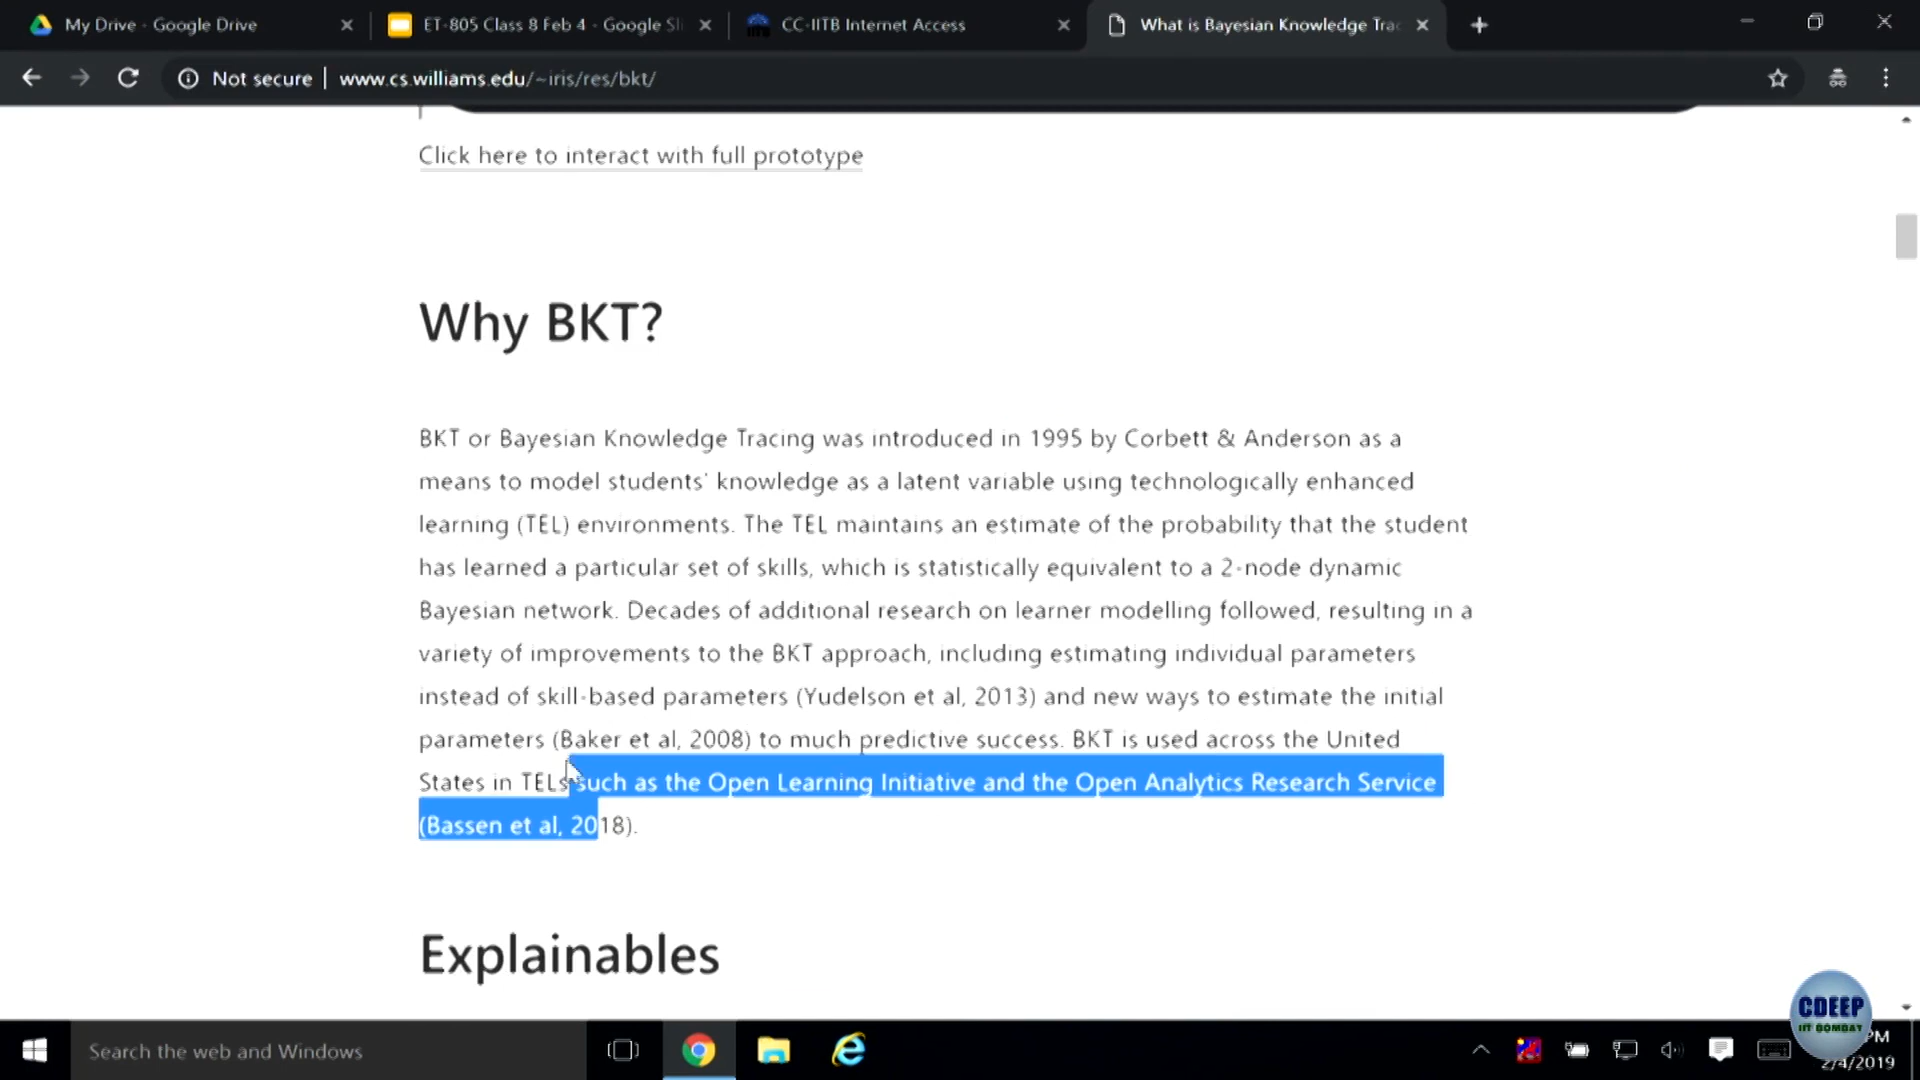 My Drive - Google Drive
ET-805 Class 8 Feb 4 - Google Sli
CC-IITB Internet Access
What is Bayesian Knowledge Trac
Not secure | www.cs.williams.edu/~iris/res/bkt/
Click here to interact with full prototype
Why BKT?
BKT or Bayesian Knowledge Tracing was introduced in 1995 by Corbett & Anderson as a
means to model students' knowledge as a latent variable using technologically enhanced
learning (TEL) environments. The TEL maintains an estimate of the probability that the student
has learned a particular set of skills, which is statistically equivalent to a 2-node dynamic
Bayesian network. Decades of additional research on learner modelling followed, resulting in a
variety of improvements to the BKT approach, including estimating individual parameters
instead of skill-based parameters (Yudelson et al, 2013) and new ways to estimate the initial
parameters (Baker et al, 2008) to much predictive success. BKT is used across the United
States in TELs such as the Open Learning Initiative and the Open Analytics Research Service
(Bassen et al, 2018).
Explainables
CDEEP
IIT BOMBAY
Search the web and Windows
PM
2/4/2019